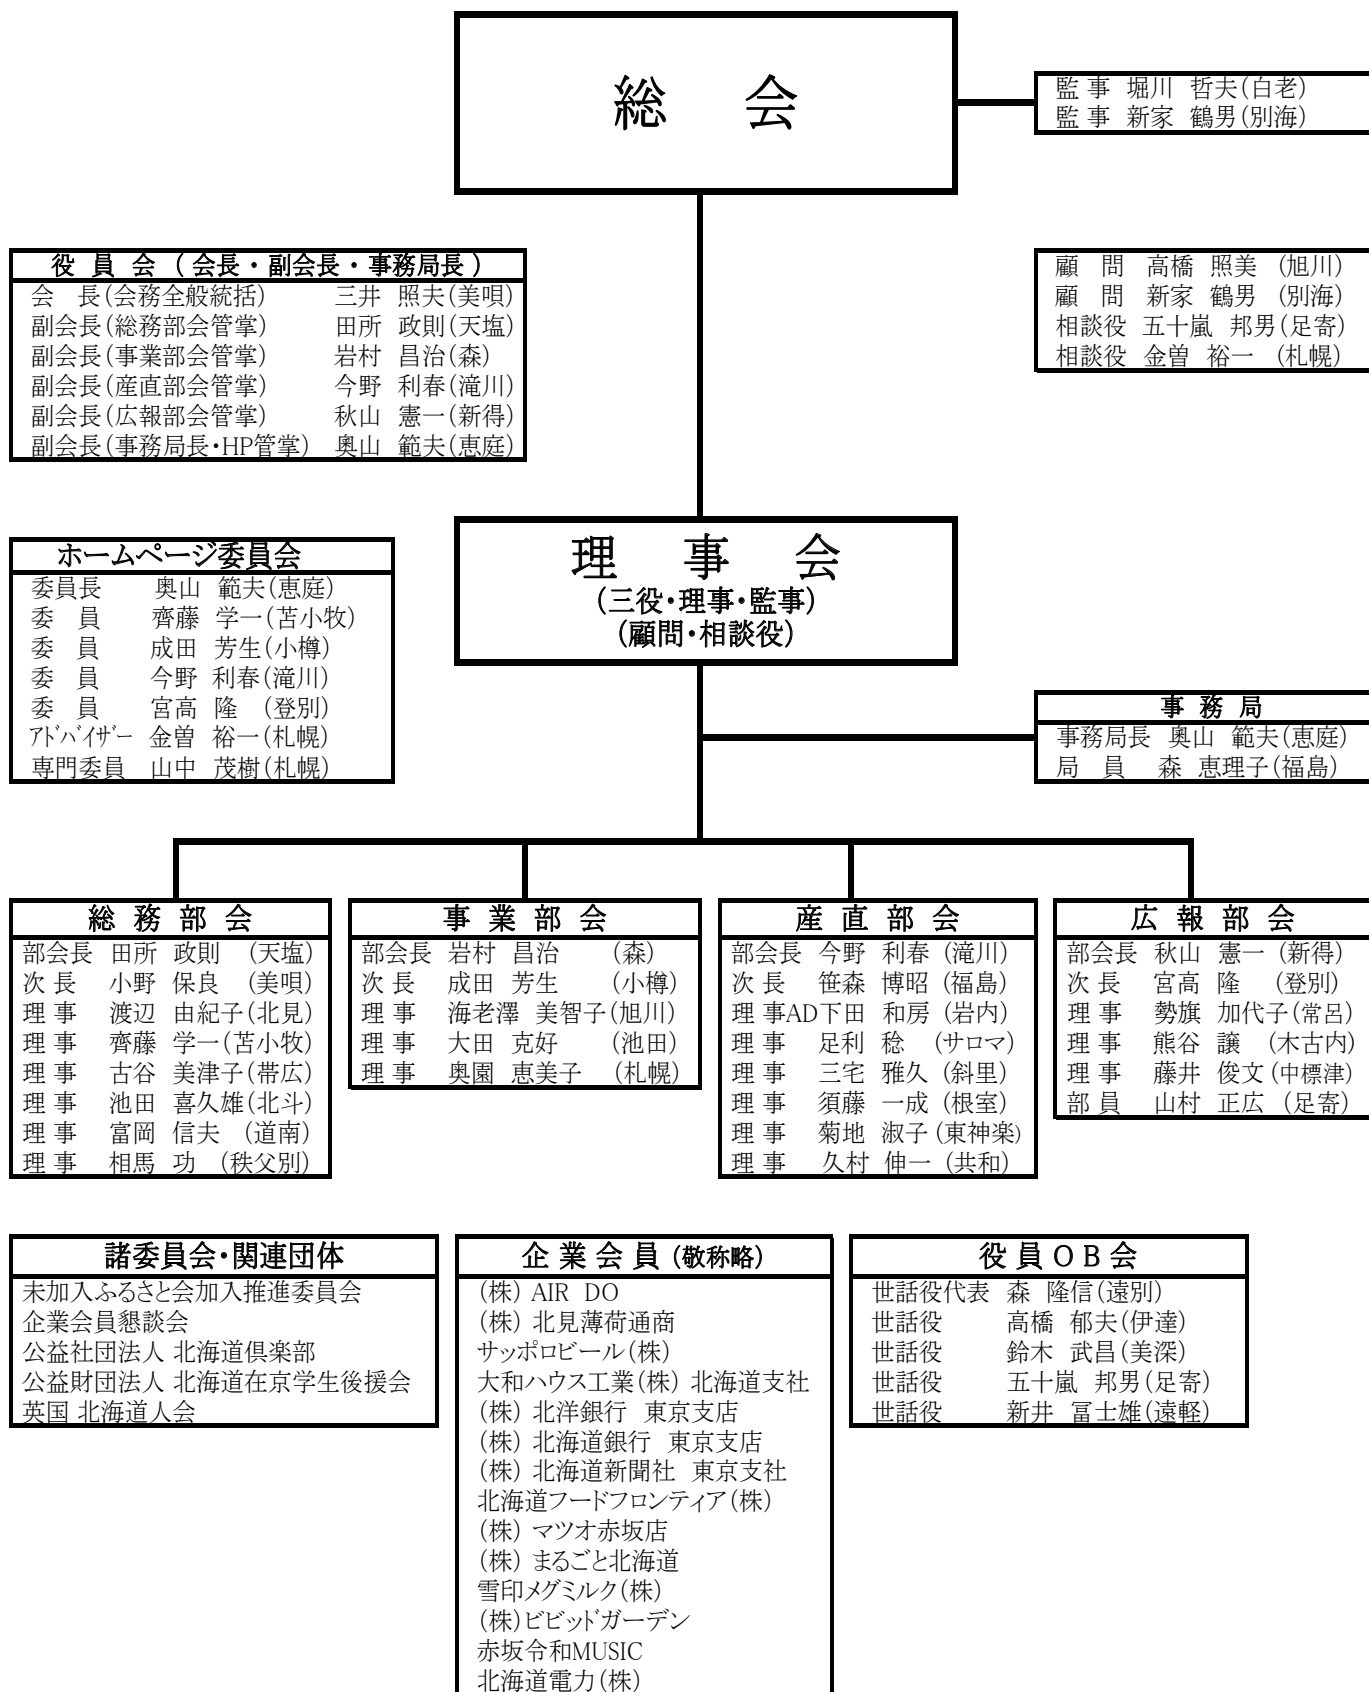 総 会
監 事 堀川 哲夫(白老)
監 事 新家 鶴男(別海)
役 員 会 （ 会長・副会長・事務局長 ）
会 長(会務全般統括) 三井 照夫(美唄)
副会長(総務部会管掌) 田所 政則(天塩)
副会長(事業部会管掌) 岩村 昌治(森)
副会長(産直部会管掌) 今野 利春(滝川)
副会長(広報部会管掌) 秋山 憲一(新得)
副会長(事務局長・HP管掌) 奥山 範夫(恵庭)
顧 問 高橋 照美 (旭川)
顧 問 新家 鶴男 (別海)
相談役 五十嵐 邦男(足寄)
相談役 金曽 裕一 (札幌)
理 事 会
(三役・理事・監事)
(顧問・相談役)
ホームページ委員会
委員長 奥山 範夫(恵庭)
委 員 齊藤 学一(苫小牧)
委 員 成田 芳生(小樽)
委 員 今野 利春(滝川)
委 員 宮高 隆 (登別)
ｱﾄﾞﾊﾞｲｻﾞｰ 金曽 裕一(札幌)
専門委員 山中 茂樹(札幌)
事 務 局
事務局長 奥山 範夫(恵庭)
局 員 森 恵理子(福島)
総 務 部 会
部会長 田所 政則 (天塩)
次 長 小野 保良 (美唄)
理 事 渡辺 由紀子(北見)
理 事 齊藤 学一(苫小牧)
理 事 古谷 美津子(帯広)
理 事 池田 喜久雄(北斗)
理 事 富岡 信夫 (道南)
理 事 相馬 功 (秩父別)
事 業 部 会
部会長 岩村 昌治 (森)
次 長 成田 芳生 (小樽)
理 事 海老澤 美智子(旭川)
理 事 大田 克好 (池田)
理 事 奥園 恵美子 (札幌)
産 直 部 会
部会長 今野 利春 (滝川)
次 長 笹森 博昭 (福島)
理 事AD下田 和房 (岩内)
理 事 足利 稔 (サロマ)
理 事 三宅 雅久 (斜里)
理 事 須藤 一成 (根室)
理 事 菊地 淑子 (東神楽)
理 事 久村 伸一 (共和)
広 報 部 会
部会長 秋山 憲一 (新得)
次 長 宮高 隆 (登別)
理 事 勢旗 加代子(常呂)
理 事 熊谷 譲 (木古内)
理 事 藤井 俊文(中標津)
部 員 山村 正広 (足寄)
諸委員会・関連団体
未加入ふるさと会加入推進委員会
企業会員懇談会
公益社団法人 北海道倶楽部
公益財団法人 北海道在京学生後援会
英国 北海道人会
企 業 会 員 (敬称略)
(株) AIR DO
(株) 北見薄荷通商
サッポロビール(株)
大和ハウス工業(株) 北海道支社
(株) 北洋銀行 東京支店
(株) 北海道銀行 東京支店
(株) 北海道新聞社 東京支社
北海道フードフロンティア(株)
(株) マツオ赤坂店
(株) まるごと北海道
雪印メグミルク(株)
(株)ビビッドガーデン
赤坂令和MUSIC
北海道電力(株)
役 員 O B 会
世話役代表 森 隆信(遠別)
世話役 高橋 郁夫(伊達)
世話役 鈴木 武昌(美深)
世話役 五十嵐 邦男(足寄)
世話役 新井 冨士雄(遠軽)